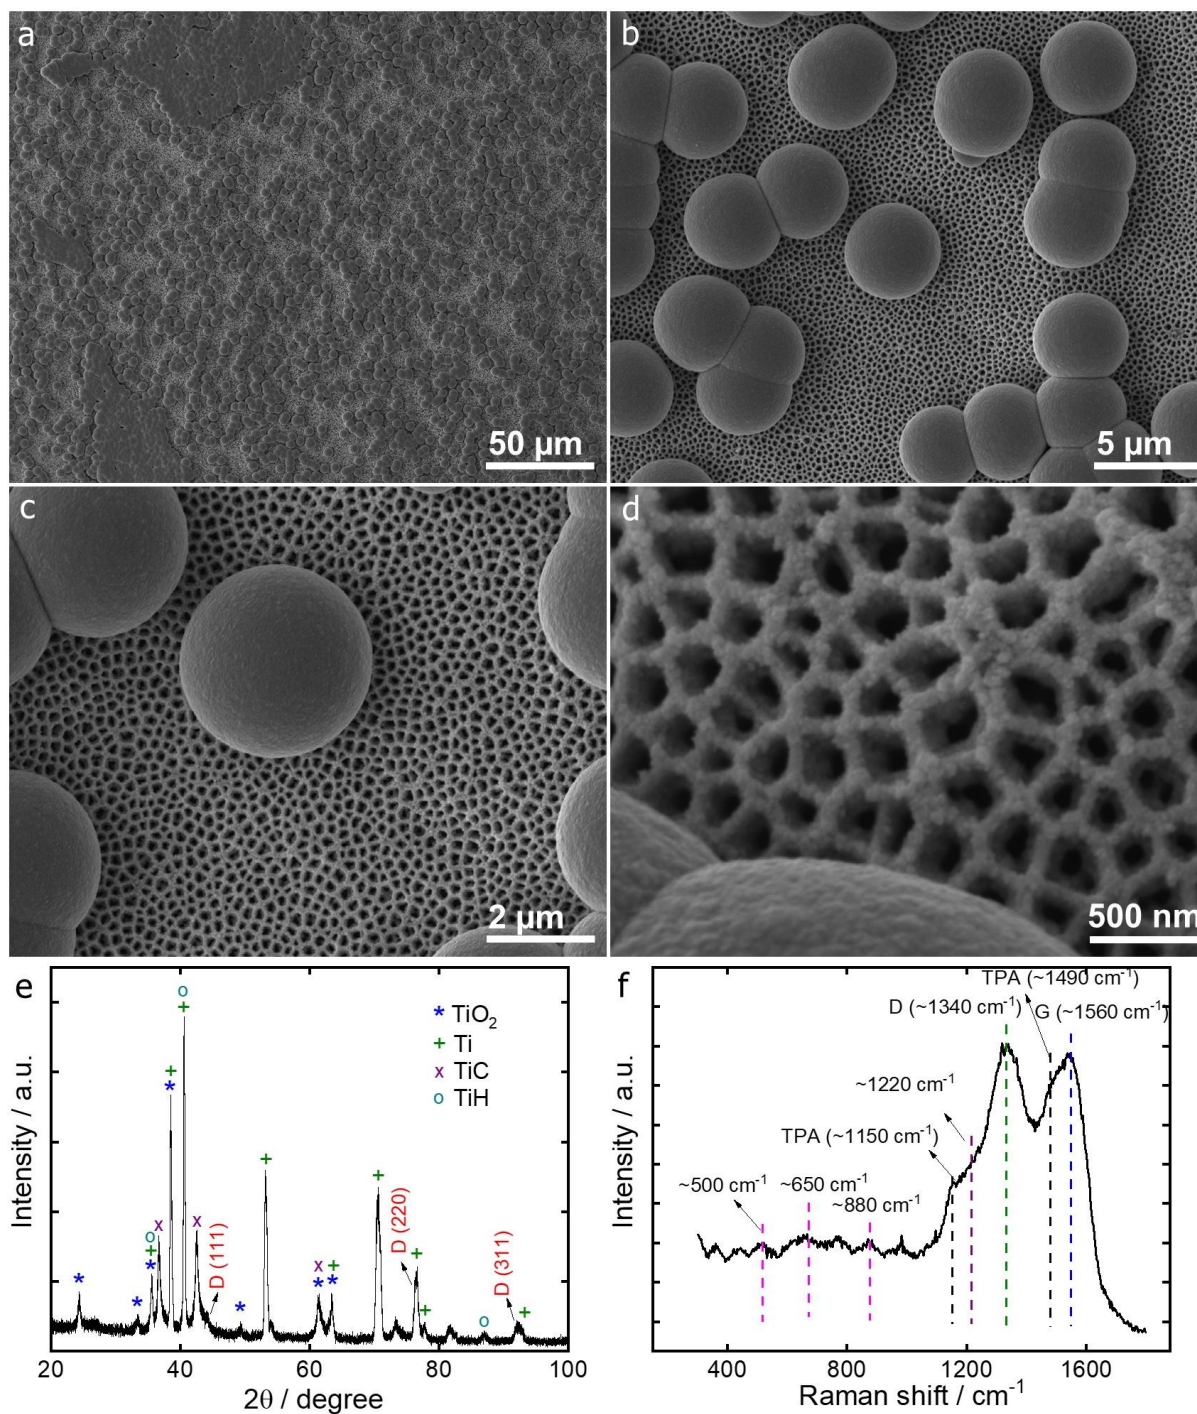 a
50 µm
b
5 µm
c
2 µm
d
500 nm
e
Intensity / a.u.
* TiO₂
+ Ti
x TiC
o TiH
D (111)
D (220)
D (311)
20 40 60 80 100
2θ / degree
f
Intensity / a.u.
TPA (~1490 cm⁻¹)
D (~1340 cm⁻¹)
G (~1560 cm⁻¹)
~1220 cm⁻¹
TPA (~1150 cm⁻¹)
~500 cm⁻¹
~650 cm⁻¹
~880 cm⁻¹
400 800 1200 1600
Raman shift / cm⁻¹